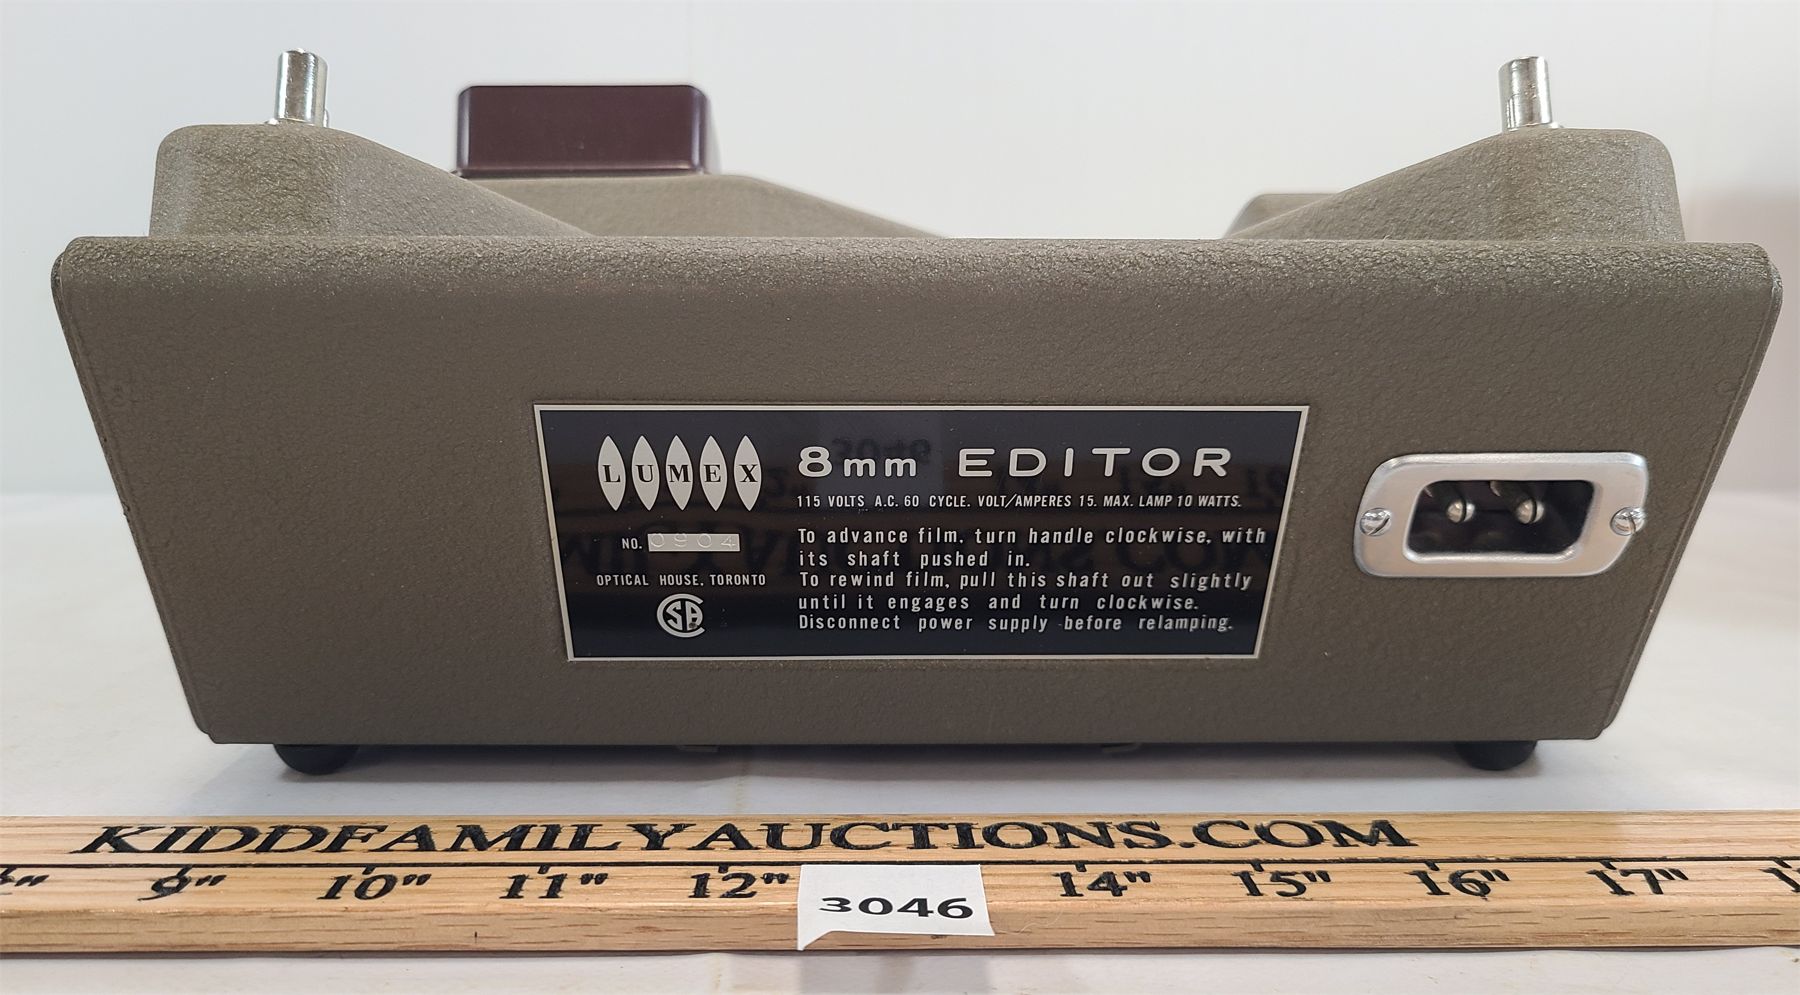 LUMEX
8mm EDITOR
115 VOLTS A.C. 60 CYCLE. VOLT/AMPERES 15. MAX. LAMP 10 WATTS.
NO. 0904
OPTICAL HOUSE, TORONTO
CSA
To advance film, turn handle clockwise, with
its shaft pushed in.
To rewind film, pull this shaft out slightly
until it engages and turn clockwise.
Disconnect power supply before relamping.
KIDDFAMILYAUCTIONS.COM
9" 10" 11" 12" 14" 15" 16" 17"
3046